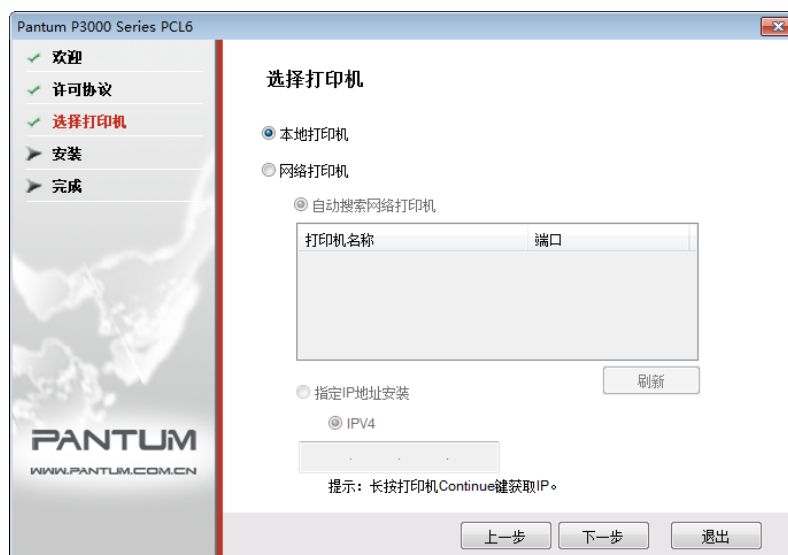 Pantum P3000 Series PCL6
欢迎
许可协议
选择打印机
安装
完成
PANTUM
WWW.PANTUM.COM.CN
选择打印机
本地打印机
网络打印机
自动搜索网络打印机
打印机名称 端口
刷新
指定IP地址安装
IPV4
. . .
提示：长按打印机Continue键获取IP。
上一步 下一步 退出